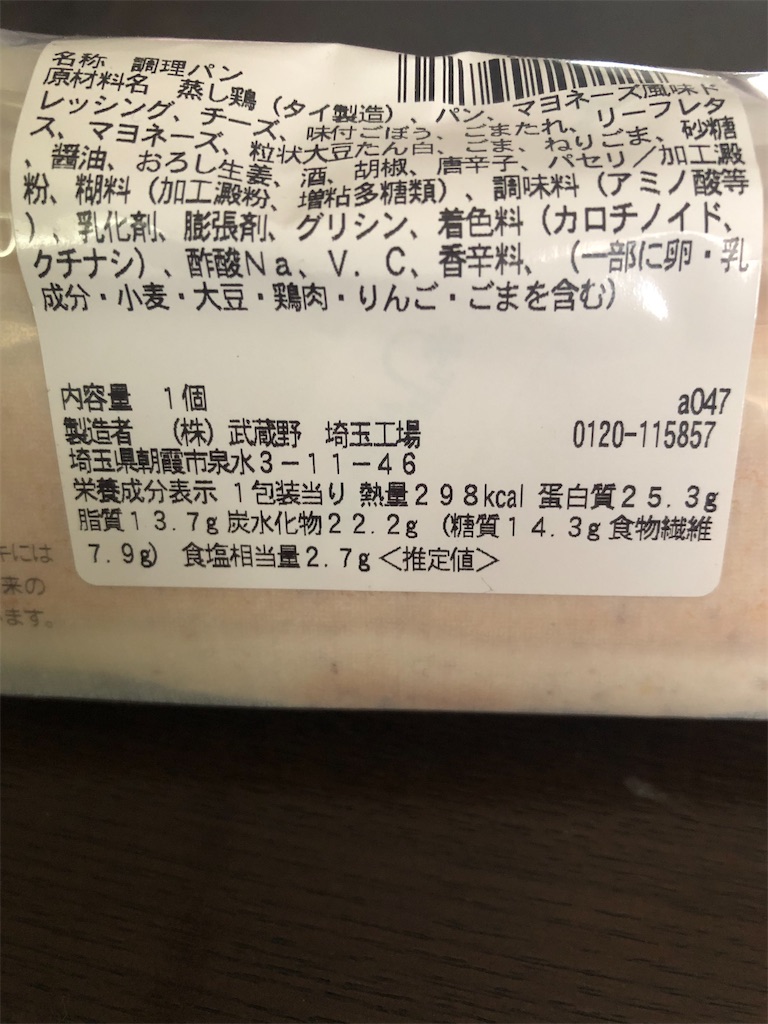 名称　調理パン
原材料名　蒸し鶏（タイ製造）、パン、マヨネーズ風味ド
レッシング、チーズ、味付ごぼう、ごまたれ、リーフレタ
ス、マヨネーズ、粒状大豆たん白、ごま、ねりごま、砂糖
、醤油、おろし生姜、酒、胡椒、唐辛子、パセリ／加工澱
粉、糊料（加工澱粉、増粘多糖類）、調味料（アミノ酸等
）、乳化剤、膨張剤、グリシン、着色料（カロチノイド、
クチナシ）、酢酸Ｎａ、Ｖ．Ｃ、香辛料、（一部に卵・乳
成分・小麦・大豆・鶏肉・りんご・ごまを含む）
内容量　１個　a047
製造者　（株）武蔵野　埼玉工場　0120-115857
埼玉県朝霞市泉水３－１１－４６
栄養成分表示　１包装当り　熱量２９８kcal　蛋白質２５．３g
脂質１３．７g 炭水化物２２．２g（糖質１４．３g 食物繊維
７．９g）　食塩相当量２．７g＜推定値＞
には
来の
ます。